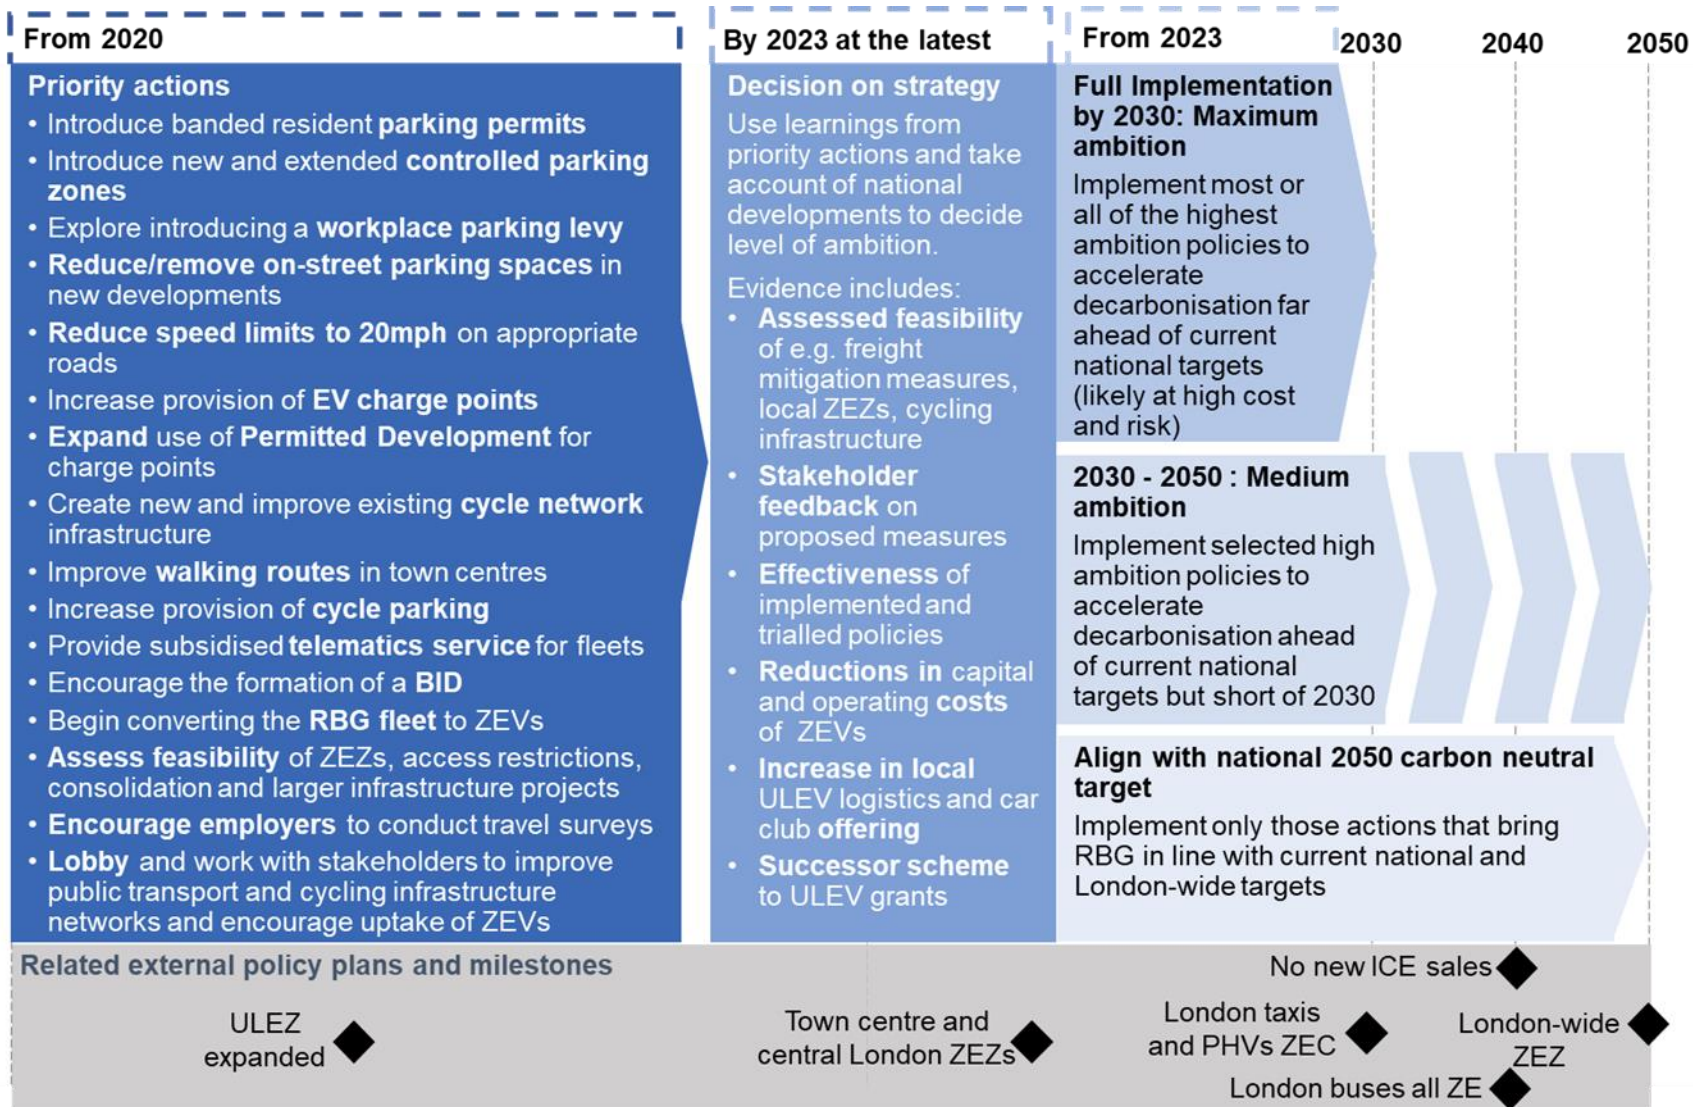 From 2020
Priority actions
• Introduce banded resident parking permits
• Introduce new and extended controlled parking
zones
• Explore introducing a workplace parking levy
• Reduce/remove on-street parking spaces in
new developments
• Reduce speed limits to 20mph on appropriate
roads
• Increase provision of EV charge points
• Expand use of Permitted Development for
charge points
• Create new and improve existing cycle network
infrastructure
• Improve walking routes in town centres
• Increase provision of cycle parking
• Provide subsidised telematics service for fleets
• Encourage the formation of a BID
• Begin converting the RBG fleet to ZEVs
• Assess feasibility of ZEZs, access restrictions,
consolidation and larger infrastructure projects
• Encourage employers to conduct travel surveys
• Lobby and work with stakeholders to improve
public transport and cycling infrastructure
networks and encourage uptake of ZEVs
By 2023 at the latest
Decision on strategy
Use learnings from
priority actions and take
account of national
developments to decide
level of ambition.
Evidence includes:
• Assessed feasibility
of e.g. freight
mitigation measures,
local ZEZs, cycling
infrastructure
• Stakeholder
feedback on
proposed measures
• Effectiveness of
implemented and
trialled policies
• Reductions in capital
and operating costs
of ZEVs
• Increase in local
ULEV logistics and car
club offering
• Successor scheme
to ULEV grants
From 2023
2030
2040
2050
Full Implementation
by 2030: Maximum
ambition
Implement most or
all of the highest
ambition policies to
accelerate
decarbonisation far
ahead of current
national targets
(likely at high cost
and risk)
2030 - 2050 : Medium
ambition
Implement selected high
ambition policies to
accelerate
decarbonisation ahead
of current national
targets but short of 2030
Align with national 2050 carbon neutral
target
Implement only those actions that bring
RBG in line with current national and
London-wide targets
Related external policy plans and milestones
ULEZ
expanded
Town centre and
central London ZEZs
No new ICE sales
London taxis
and PHVs ZEC
London-wide
ZEZ
London buses all ZE